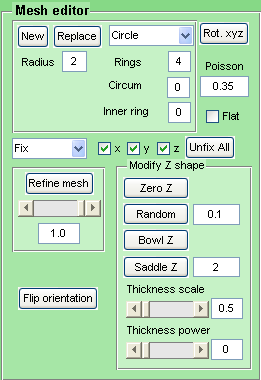 Mesh editor
New Replace Circle Rot. xyz
Radius 2 Rings 4 Poisson
Circum 0 0.35
Inner ring 0 Flat
Fix x y z Unfix All
Modify Z shape
Refine mesh Zero Z
Random 0.1
1.0 Bowl Z
Saddle Z 2
Flip orientation Thickness scale
0.5
Thickness power
0